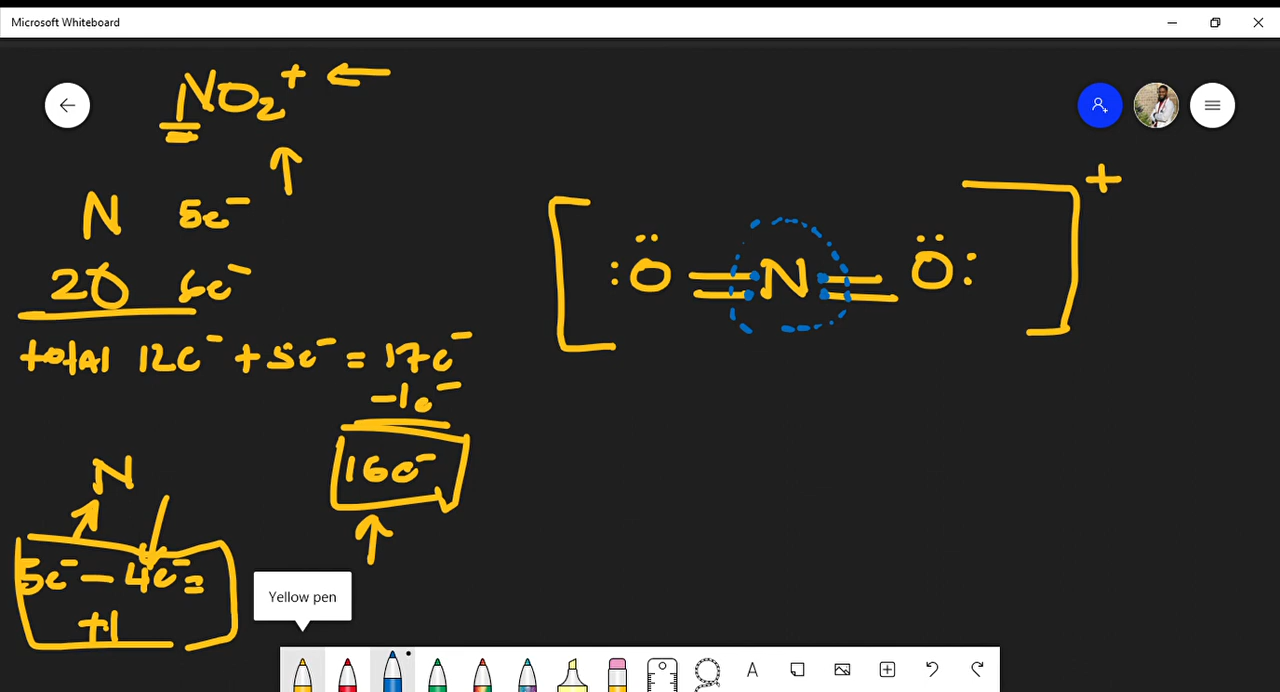 Microsoft Whiteboard
NO₂⁺ ←
↑
N 5e⁻
2O 6e⁻
total 12e⁻ + 5e⁻ = 17e⁻
-1e⁻
16e⁻
↑
[:Ö=N=Ö:]⁺
N
5e⁻ - 4e⁻ =
+1
Yellow pen
A